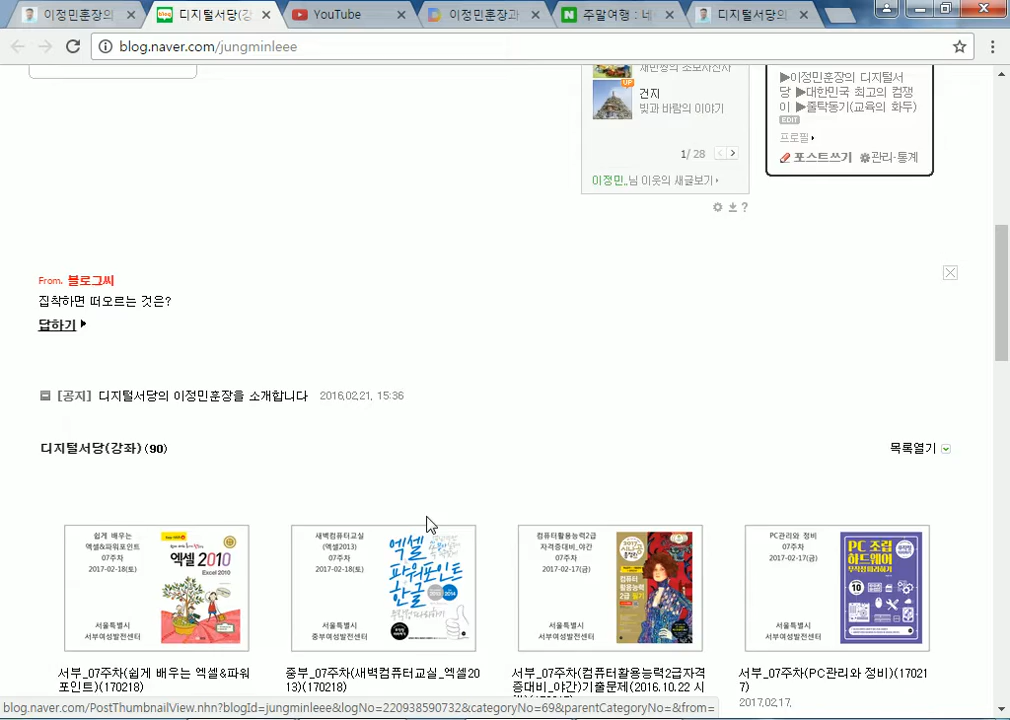 이정민훈장의
디지털서당(강
YouTube
이정민훈장과
주말여행 : 네
디지털서당의
blog.naver.com/jungminleee
새빈짱의 소모사진사
건지
빛과 바람의 이야기
1/ 28
이정민,,님 이웃의 새글보기
▶이정민훈장의 디지털서
당 ▶대한민국 최고의 컴쟁
이 ▶줄탁동기(교육의 화두)
EDIT
프로필
포스트쓰기 관리·통계
From. 블로그씨
집착하면 떠오르는 것은?
답하기
[공지] 디지털서당의 이정민훈장을 소개합니다 2016.02.21. 15:36
디지털서당(강좌) (90) 목록열기
쉽게 배우는
엑셀&파워포인트
07주차
2017-02-18(토)
서울특별시
서부여성발전센터
엑셀 2010
Excel 2010
새벽컴퓨터교실
(엑셀2013)
07주차
2017-02-18(토)
서울특별시
중부여성발전센터
엑셀
파워포인트
한글
컴퓨터활용능력2급
자격증대비_야간
07주차
2017-02-17(금)
서울특별시
서부여성발전센터
컴퓨터
활용능력
2급 필기
PC관리와 정비
07주차
2017-02-17(금)
서울특별시
서부여성발전센터
PC 조립
하드웨어
무작정따라하기
서부_07주차(쉽게 배우는 엑셀&파워
포인트)(170218)
중부_07주차(새벽컴퓨터교실_엑셀20
13)(170218)
서부_07주차(컴퓨터활용능력2급자격
증대비_야간)기출문제(2016.10.22 시
서부_07주차(PC관리와 정비)(17021
7)
2017.02.17.
blog.naver.com/PostThumbnailView.nhn?blogId=jungminleee&logNo=220938590732&categoryNo=69&parentCategoryNo=&from=